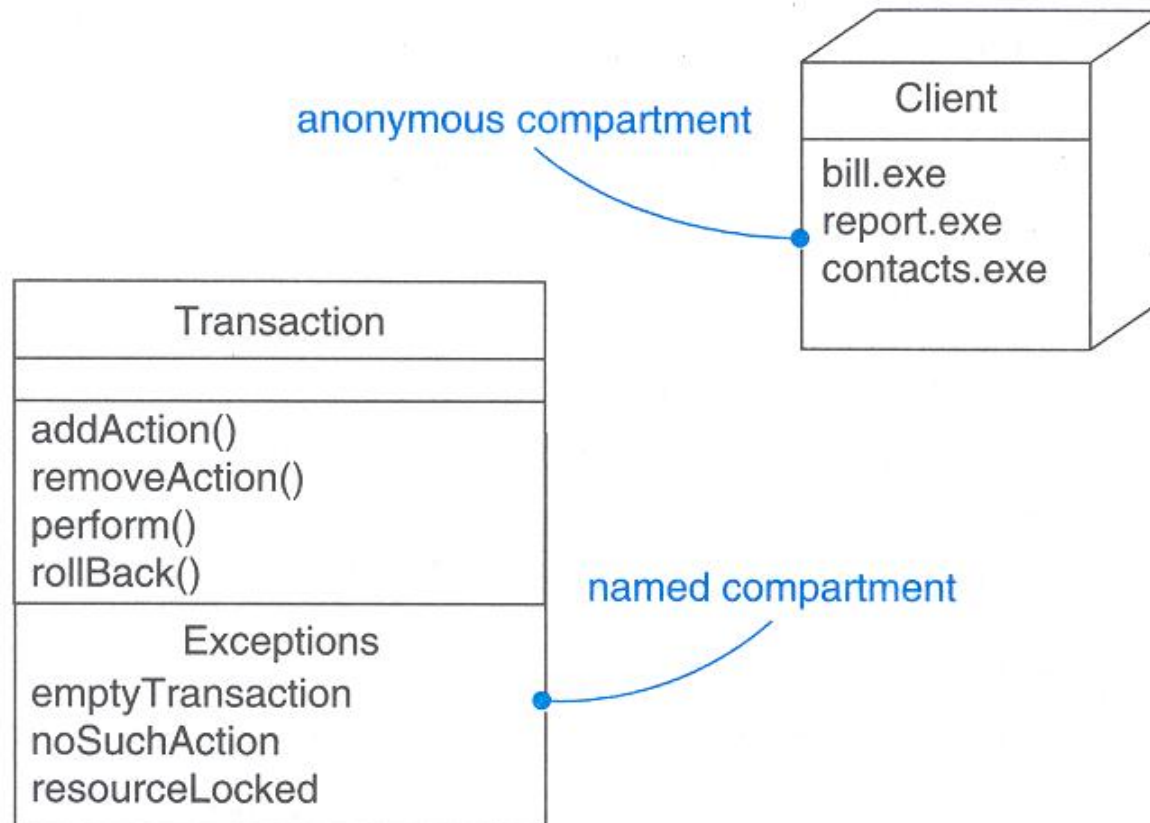 anonymous compartment
Client
bill.exe
report.exe
contacts.exe
Transaction
addAction()
removeAction()
perform()
rollBack()
named compartment
Exceptions
emptyTransaction
noSuchAction
resourceLocked